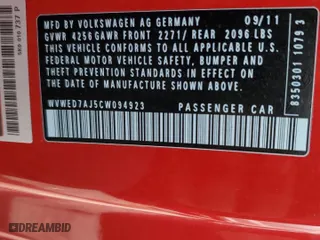 MFD BY VOLKSWAGEN AG GERMANY 09/11
GVWR 4256 GAWR FRONT 2271/ REAR 2096 LBS
THIS VEHICLE CONFORMS TO ALL APPLICABLE U.S.
FEDERAL MOTOR VEHICLE SAFETY, BUMPER AND
THEFT PREVENTION STANDARDS IN EFFECT ON THE
DATE OF MANUFACTURE SHOWN ABOVE.
WVWED7AJ5CW094923 PASSENGER CAR
8350301 1079 3
DREAMBID